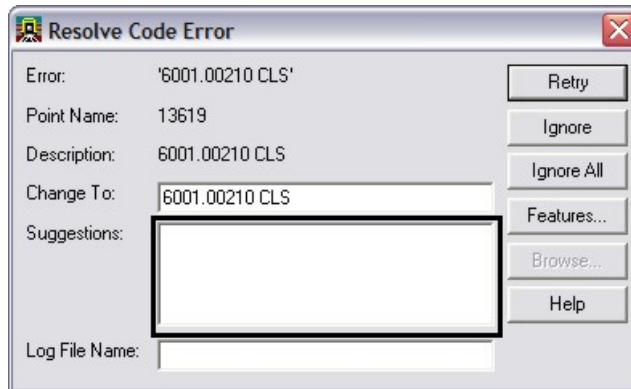 Resolve Code Error
Error: '6001.00210 CLS'
Retry
Point Name: 13619
Ignore
Description: 6001.00210 CLS
Ignore All
Change To: 6001.00210 CLS
Features...
Suggestions:
Browse...
Help
Log File Name: